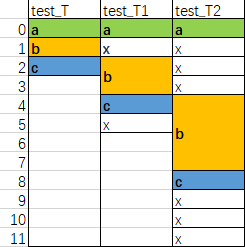 test_T test_T1 test_T2
0 a a a
1 b x x
2 c b x
3 x
4 c b
5 x
6
7
8 c
9 x
10 x
11 x